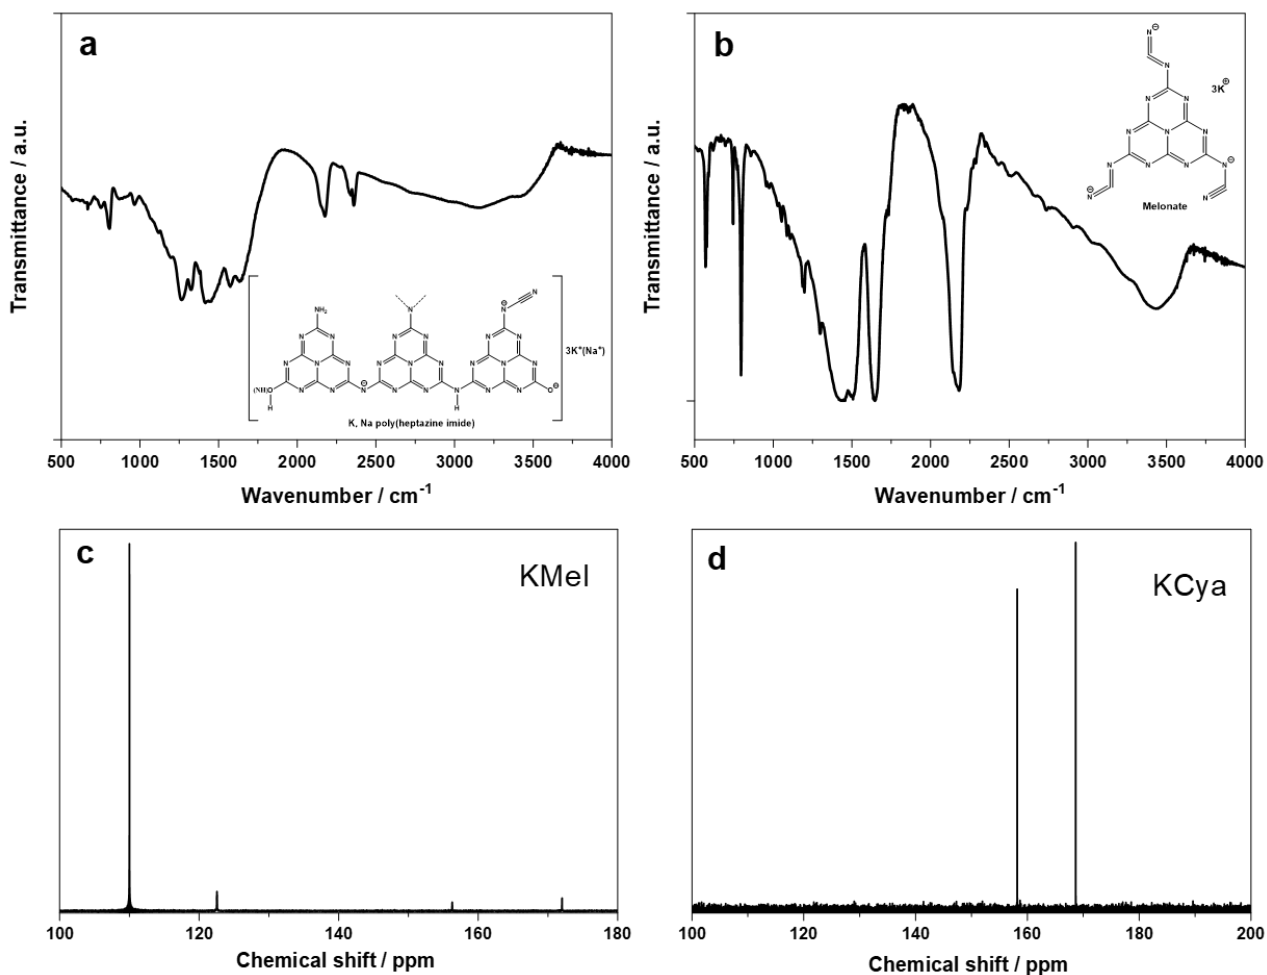 a
Transmittance / a.u.
NH₂
N
N
N
(NH)O
H
N
H
O
3K⁺(Na⁺)
K, Na poly(heptazine imide)
500 1000 1500 2000 2500 3000 3500 4000
Wavenumber / cm⁻¹
b
Transmittance / a.u.
N
C
N
3K
N
C
N
N
C
N
Melonate
500 1000 1500 2000 2500 3000 3500 4000
Wavenumber / cm⁻¹
c
KMel
100 120 140 160 180
Chemical shift / ppm
d
KCya
100 120 140 160 180 200
Chemical shift / ppm